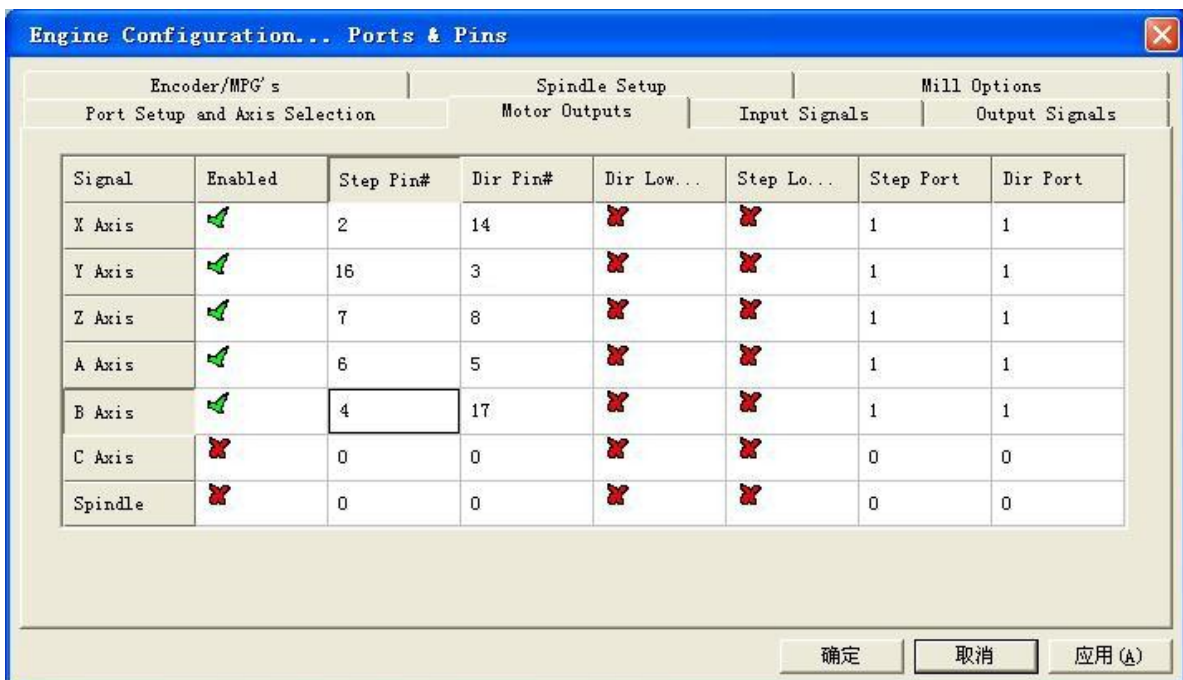 Engine Configuration... Ports & Pins
Encoder/MPG's Spindle Setup Mill Options
Port Setup and Axis Selection Motor Outputs Input Signals Output Signals
Signal Enabled Step Pin# Dir Pin# Dir Low... Step Lo... Step Port Dir Port
X Axis 2 14 1 1
Y Axis 16 3 1 1
Z Axis 7 8 1 1
A Axis 6 5 1 1
B Axis 4 17 1 1
C Axis 0 0 0 0
Spindle 0 0 0 0
确定 取消 应用(A)